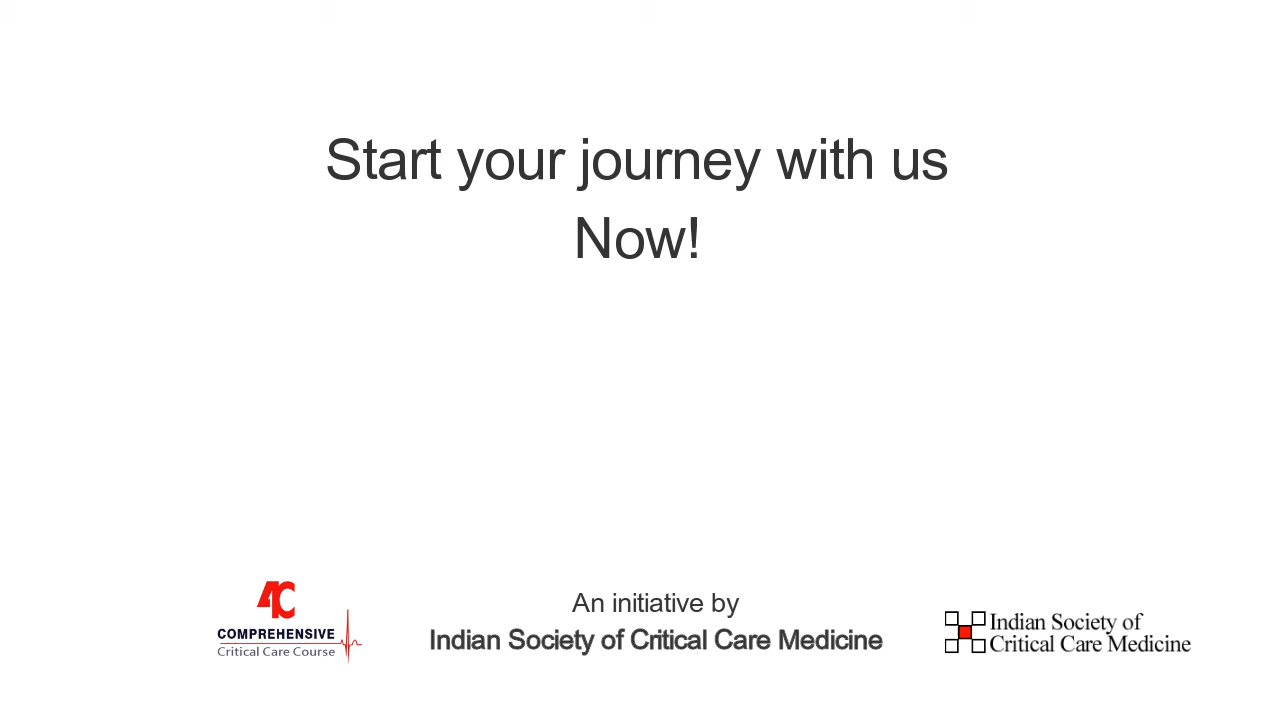 Start your journey with us
Now!
4C
COMPREHENSIVE
Critical Care Course
An initiative by
Indian Society of Critical Care Medicine
Indian Society of
Critical Care Medicine